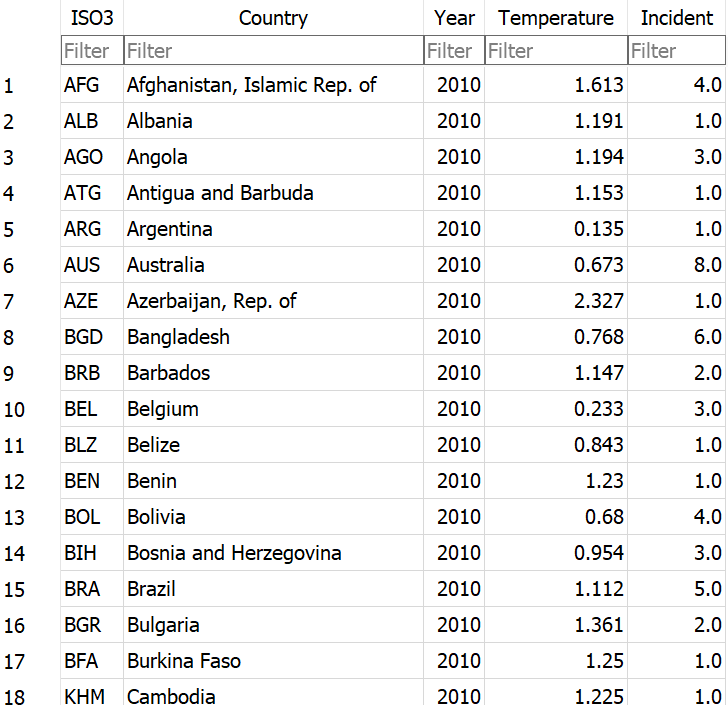 ISO3 Country Year Temperature Incident
Filter Filter Filter Filter Filter
1 AFG Afghanistan, Islamic Rep. of 2010 1.613 4.0
2 ALB Albania 2010 1.191 1.0
3 AGO Angola 2010 1.194 3.0
4 ATG Antigua and Barbuda 2010 1.153 1.0
5 ARG Argentina 2010 0.135 1.0
6 AUS Australia 2010 0.673 8.0
7 AZE Azerbaijan, Rep. of 2010 2.327 1.0
8 BGD Bangladesh 2010 0.768 6.0
9 BRB Barbados 2010 1.147 2.0
10 BEL Belgium 2010 0.233 3.0
11 BLZ Belize 2010 0.843 1.0
12 BEN Benin 2010 1.23 1.0
13 BOL Bolivia 2010 0.68 4.0
14 BIH Bosnia and Herzegovina 2010 0.954 3.0
15 BRA Brazil 2010 1.112 5.0
16 BGR Bulgaria 2010 1.361 2.0
17 BFA Burkina Faso 2010 1.25 1.0
18 KHM Cambodia 2010 1.225 1.0